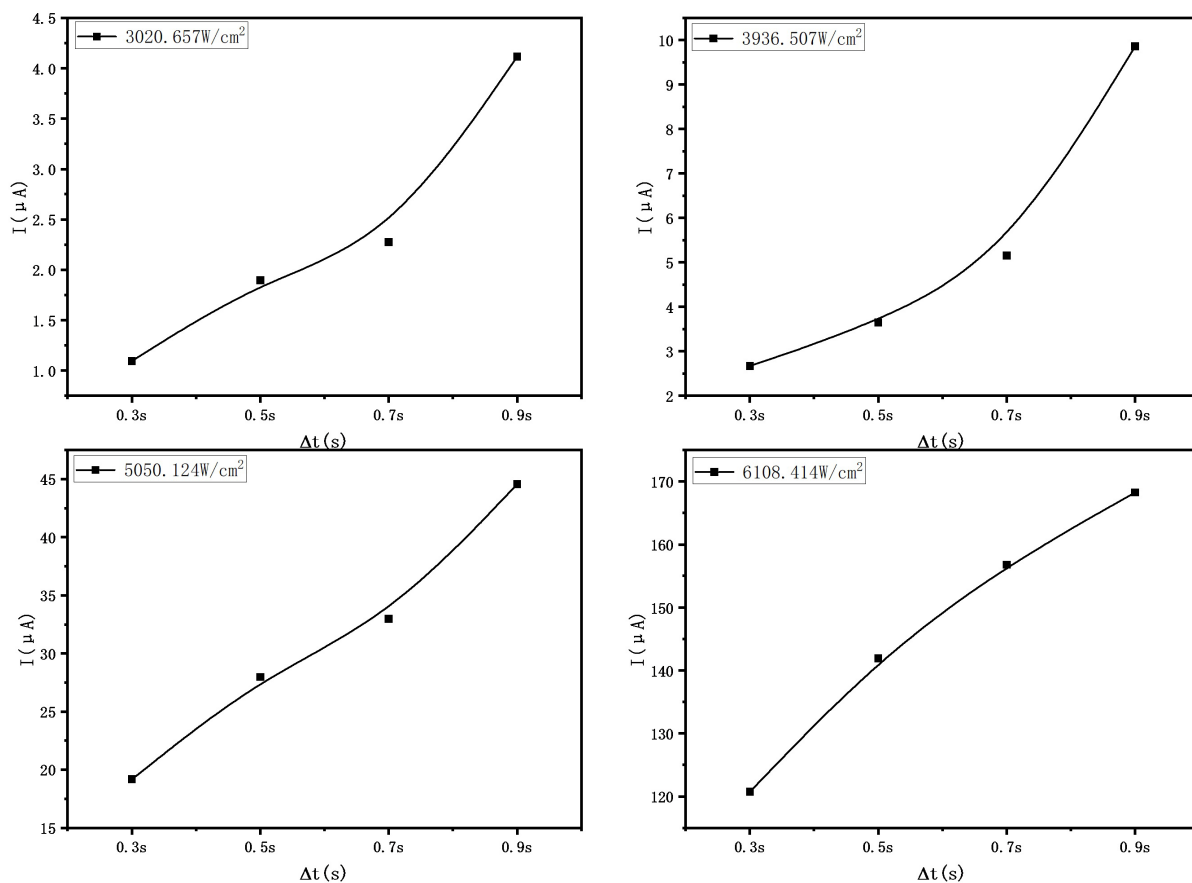 3020.657W/cm²
4.5
4.0
3.5
3.0
2.5
2.0
1.5
1.0
I(μA)
0.3s 0.5s 0.7s 0.9s
Δt(s)
3936.507W/cm²
10
9
8
7
6
5
4
3
2
I(μA)
0.3s 0.5s 0.7s 0.9s
Δt(s)
5050.124W/cm²
45
40
35
30
25
20
15
I(μA)
0.3s 0.5s 0.7s 0.9s
Δt(s)
6108.414W/cm²
170
160
150
140
130
120
I(μA)
0.3s 0.5s 0.7s 0.9s
Δt(s)